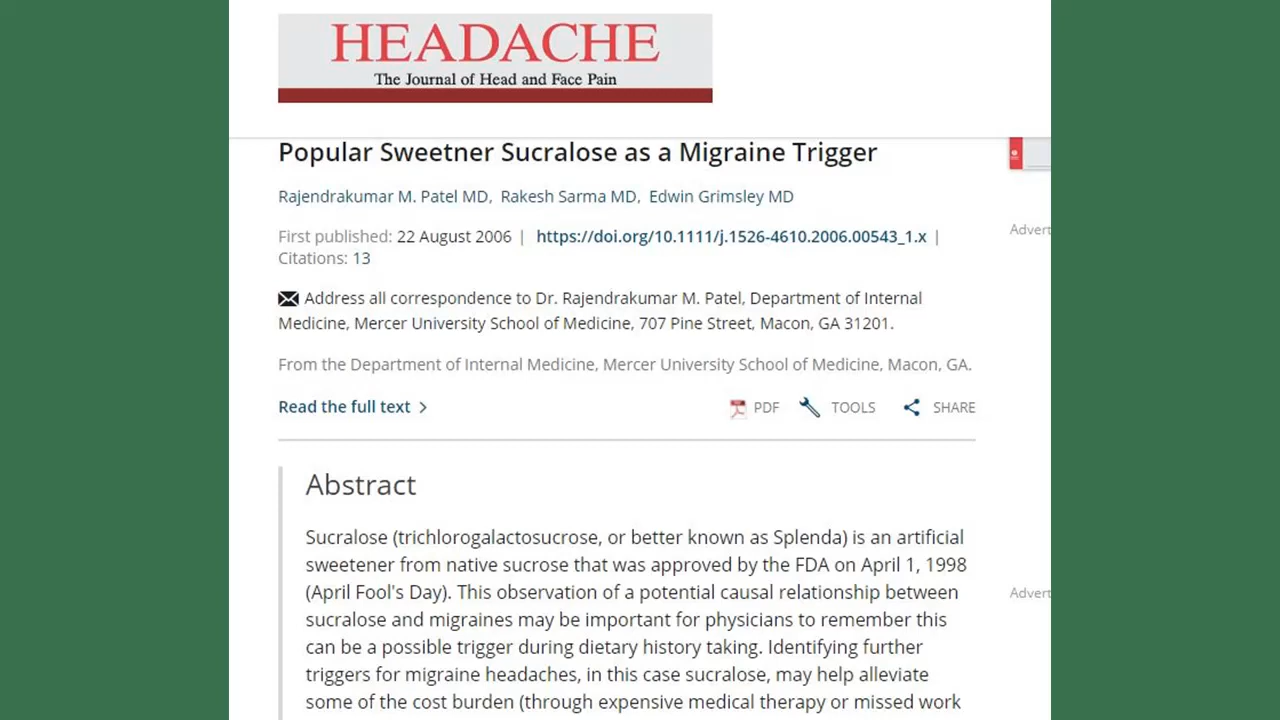 HEADACHE
The Journal of Head and Face Pain
Popular Sweetner Sucralose as a Migraine Trigger
Rajendrakumar M. Patel MD, Rakesh Sarma MD, Edwin Grimsley MD
First published: 22 August 2006 | https://doi.org/10.1111/j.1526-4610.2006.00543_1.x |
Citations: 13
Advert
Address all correspondence to Dr. Rajendrakumar M. Patel, Department of Internal
Medicine, Mercer University School of Medicine, 707 Pine Street, Macon, GA 31201.
From the Department of Internal Medicine, Mercer University School of Medicine, Macon, GA.
Read the full text
PDF TOOLS SHARE
Abstract
Sucralose (trichlorogalactosucrose, or better known as Splenda) is an artificial
sweetener from native sucrose that was approved by the FDA on April 1, 1998
(April Fool's Day). This observation of a potential causal relationship between
sucralose and migraines may be important for physicians to remember this
can be a possible trigger during dietary history taking. Identifying further
triggers for migraine headaches, in this case sucralose, may help alleviate
some of the cost burden (through expensive medical therapy or missed work
Advert